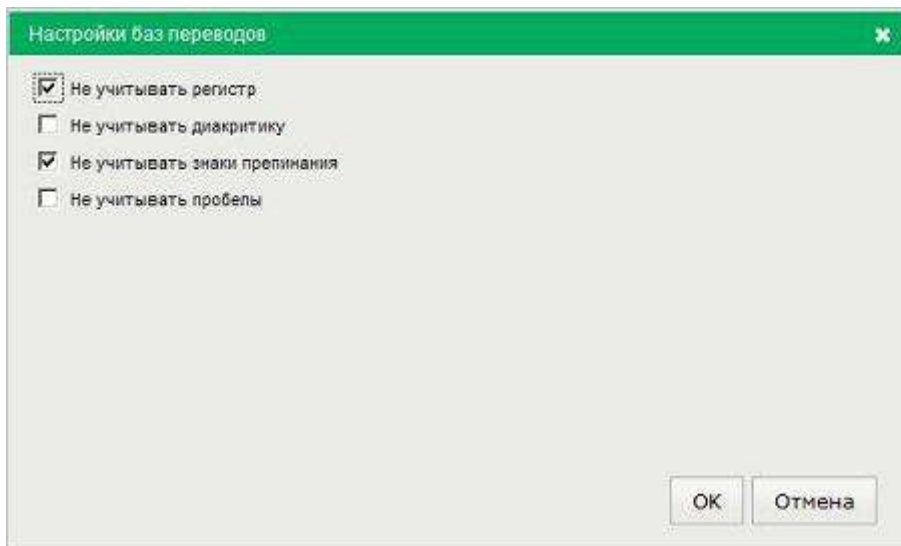 Настройки баз переводов
Не учитывать регистр
Не учитывать диакритику
Не учитывать знаки препинания
Не учитывать пробелы
OK Отмена